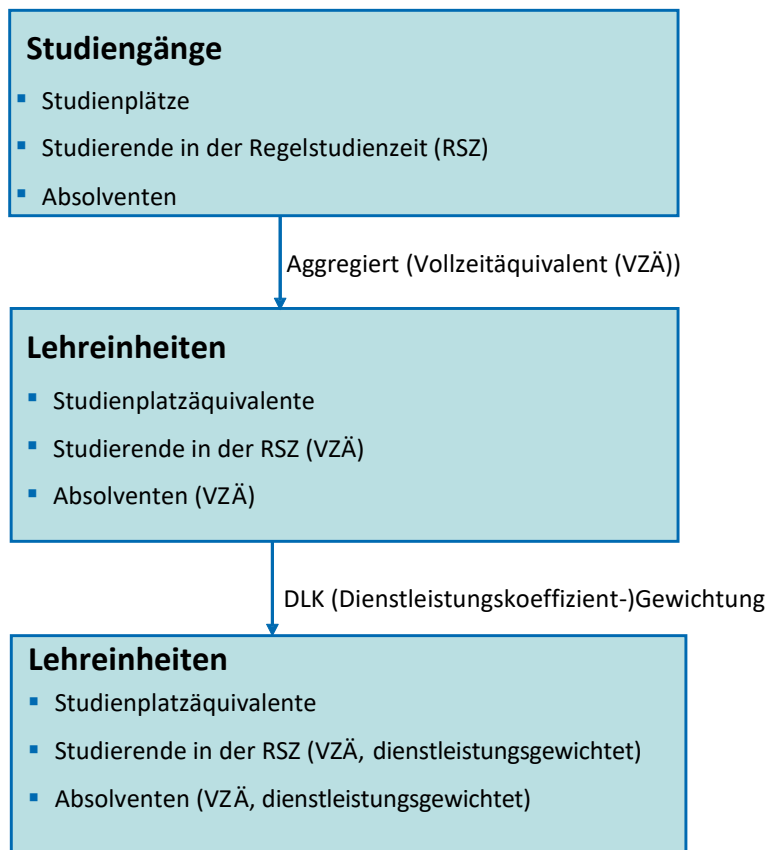 Studiengänge
▪ Studienplätze
▪ Studierende in der Regelstudienzeit (RSZ)
▪ Absolventen
Aggregiert (Vollzeitäquivalent (VZÄ))
Lehreinheiten
▪ Studienplatzäquivalente
▪ Studierende in der RSZ (VZÄ)
▪ Absolventen (VZÄ)
DLK (Dienstleistungskoeffizient-)Gewichtung
Lehreinheiten
▪ Studienplatzäquivalente
▪ Studierende in der RSZ (VZÄ, dienstleistungsgewichtet)
▪ Absolventen (VZÄ, dienstleistungsgewichtet)